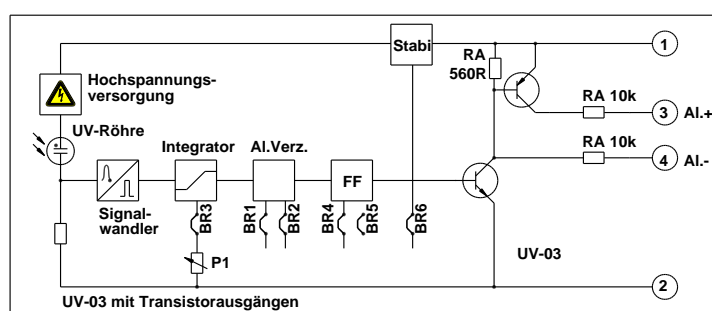 Stabi
RA
560R
1
Hochspannungs-
versorgung
RA 10k
3 Al.+
UV-Röhre
Integrator
Al.Verz.
RA 10k
4 Al.-
FF
Signal-
wandler
BR3
BR1
BR2
BR4
BR5
BR6
P1
UV-03
2
UV-03 mit Transistorausgängen